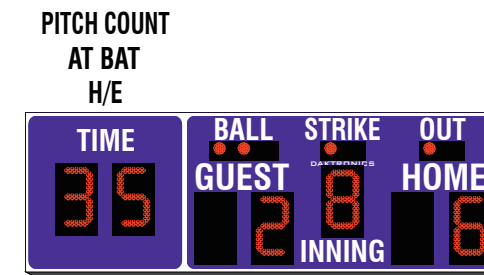 PITCH COUNT
AT BAT
H/E
TIME
35
BALL STRIKE OUT
DAKTRONICS
GUEST 8 HOME
2 INNING 6